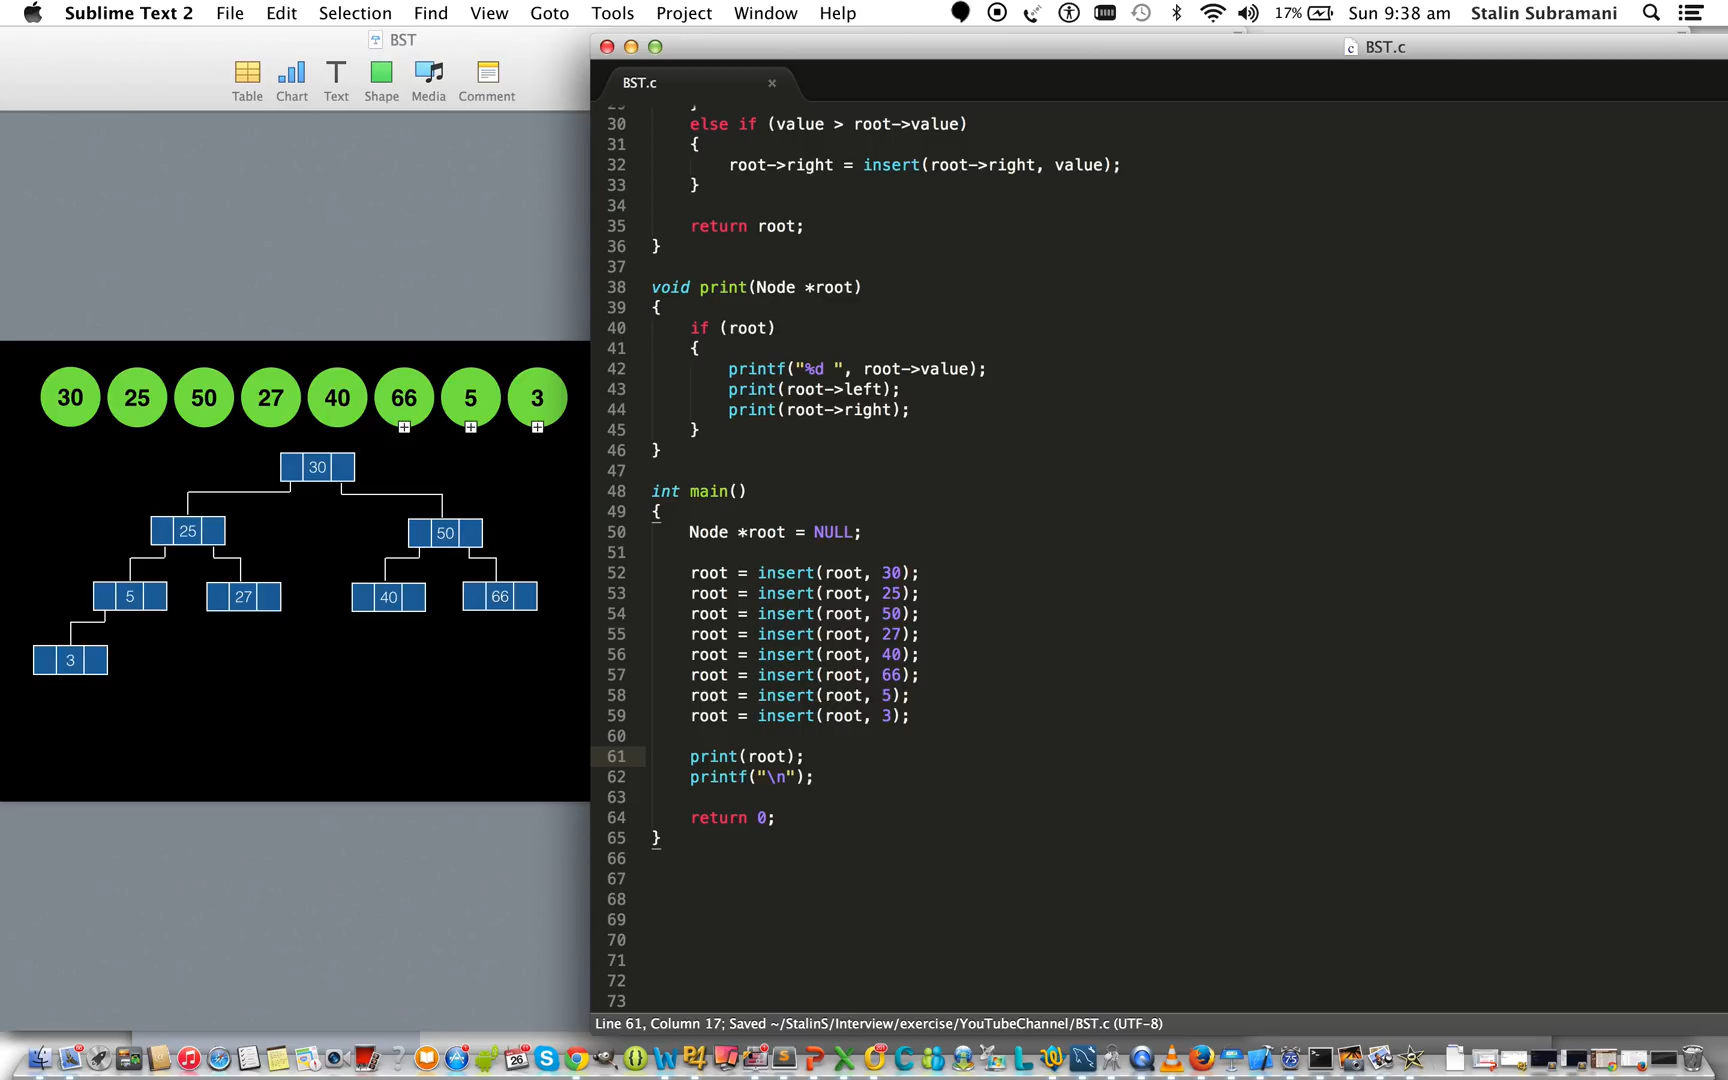 Sublime Text 2 File Edit Selection Find View Goto Tools Project Window Help 17% Sun 9:38 am Stalin Subramani
BST
Table Chart Text Shape Media Comment
30 25 50 27 40 66 5 3
30
25 50
5 27 40 66
3
BST.c
BST.c ×
29 }
30 else if (value > root->value)
31 {
32 root->right = insert(root->right, value);
33 }
34
35 return root;
36 }
37
38 void print(Node *root)
39 {
40 if (root)
41 {
42 printf("%d ", root->value);
43 print(root->left);
44 print(root->right);
45 }
46 }
47
48 int main()
49 {
50 Node *root = NULL;
51
52 root = insert(root, 30);
53 root = insert(root, 25);
54 root = insert(root, 50);
55 root = insert(root, 27);
56 root = insert(root, 40);
57 root = insert(root, 66);
58 root = insert(root, 5);
59 root = insert(root, 3);
60
61 print(root);
62 printf("\n");
63
64 return 0;
65 }
66
67
68
69
70
71
72
73
Line 61, Column 17; Saved ~/StalinS/Interview/exercise/YouTubeChannel/BST.c (UTF-8)